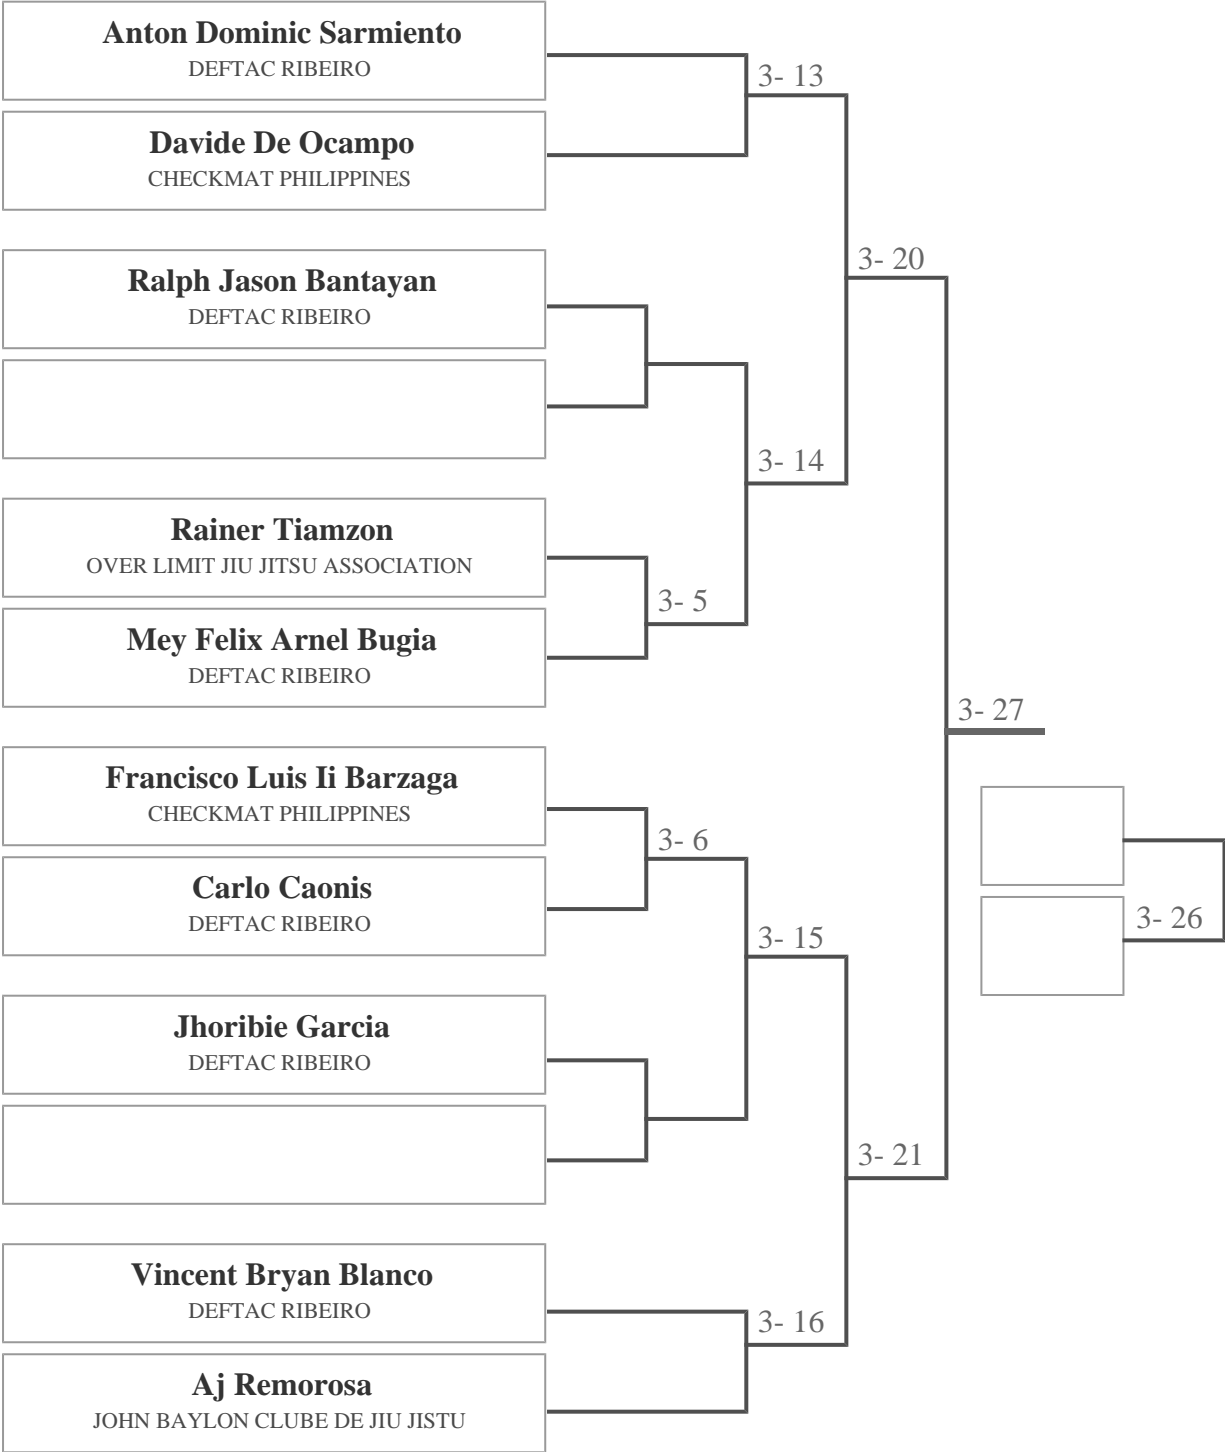 Anton Dominic Sarmiento
DEFTAC RIBEIRO
3- 13
Davide De Ocampo
CHECKMAT PHILIPPINES
3- 20
Ralph Jason Bantayan
DEFTAC RIBEIRO
3- 14
Rainer Tiamzon
OVER LIMIT JIU JITSU ASSOCIATION
3- 5
Mey Felix Arnel Bugia
DEFTAC RIBEIRO
3- 27
Francisco Luis Ii Barzaga
CHECKMAT PHILIPPINES
3- 6
Carlo Caonis
DEFTAC RIBEIRO
3- 26
3- 15
Jhoribie Garcia
DEFTAC RIBEIRO
3- 21
Vincent Bryan Blanco
DEFTAC RIBEIRO
3- 16
Aj Remorosa
JOHN BAYLON CLUBE DE JIU JISTU